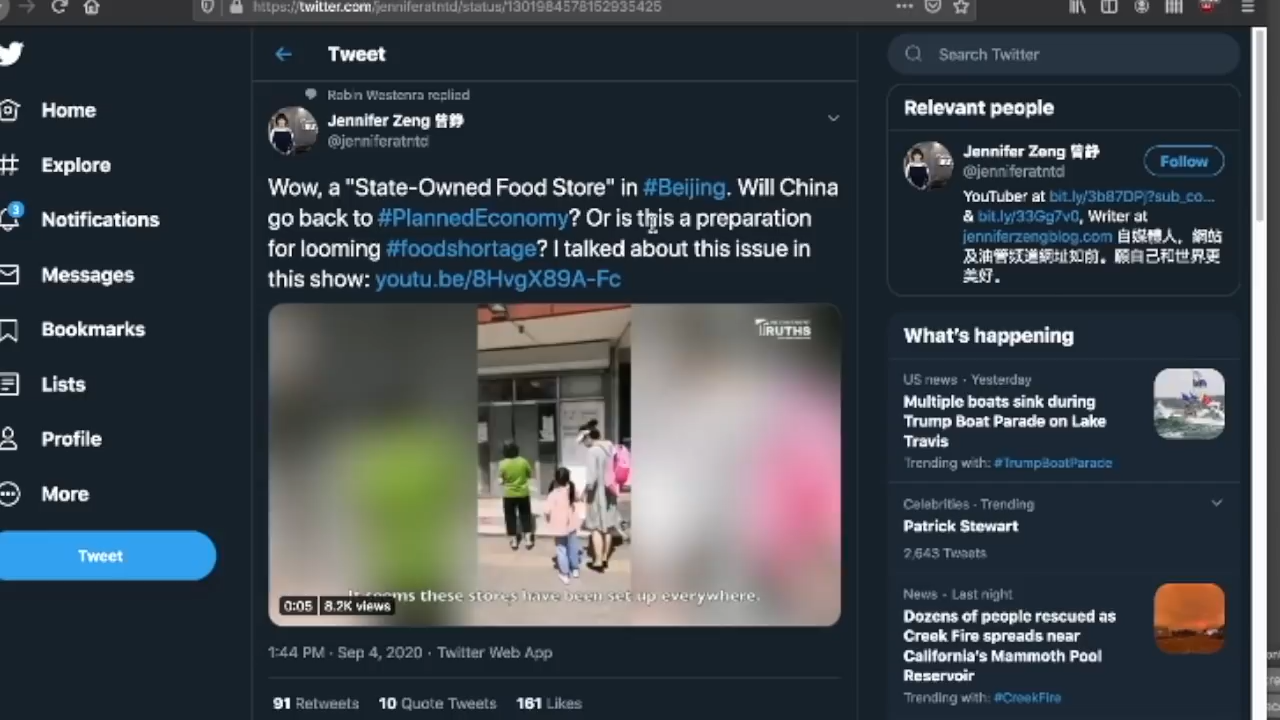 https://twitter.com/jenniferatntd/status/1301984578152935425
Home
Explore
3
Notifications
Messages
Bookmarks
Lists
Profile
More
Tweet
Tweet
Robin Westenra replied
Jennifer Zeng 曾錚
@jenniferatntd
Wow, a "State-Owned Food Store" in #Beijing. Will China
go back to #PlannedEconomy? Or is this a preparation
for looming #foodshortage? I talked about this issue in
this show: youtu.be/8HvgX89A-Fc
TRUTHS
seems these stores have been set up everywhere.
0:05 8.2K views
1:44 PM · Sep 4, 2020 · Twitter Web App
91 Retweets 10 Quote Tweets 161 Likes
Search Twitter
Relevant people
Jennifer Zeng 曾錚
@jenniferatntd
Follow
YouTuber at bit.ly/3b87DPj?sub_co...
& bit.ly/33Gg7v0, Writer at
jenniferzengblog.com 自媒體人，網站
及油管频道網址如前。願自己和世界更
美好。
What's happening
US news · Yesterday
Multiple boats sink during
Trump Boat Parade on Lake
Travis
Trending with: #TrumpBoatParade
Celebrities · Trending
Patrick Stewart
2,643 Tweets
News · Last night
Dozens of people rescued as
Creek Fire spreads near
California's Mammoth Pool
Reservoir
Trending with: #CreekFire